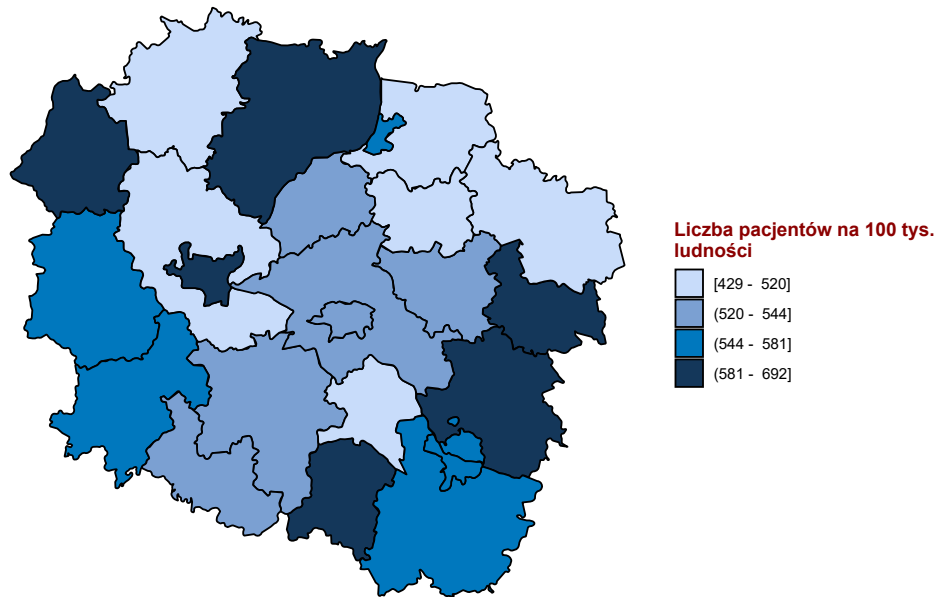 Liczba pacjentów na 100 tys.
ludności
[429 - 520]
(520 - 544]
(544 - 581]
(581 - 692]